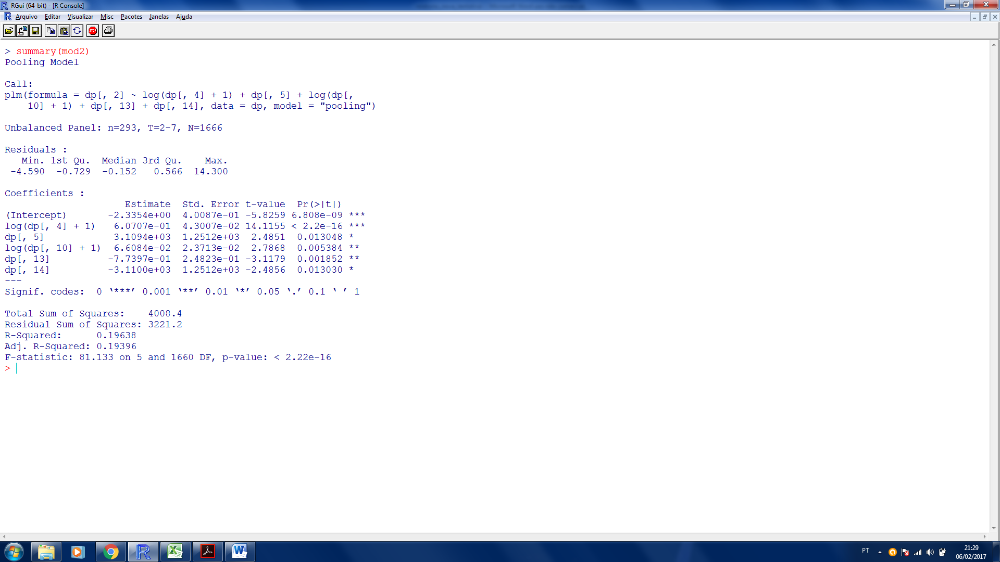 RGui (64-bit) - [R Console]
Arquivo Editar Visualizar Misc Pacotes Janelas Ajuda
STOP
> summary(mod2)
Pooling Model
Call:
plm(formula = dp[, 2] ~ log(dp[, 4] + 1) + dp[, 5] + log(dp[,
    10] + 1) + dp[, 13] + dp[, 14], data = dp, model = "pooling")
Unbalanced Panel: n=293, T=2-7, N=1666
Residuals :
   Min. 1st Qu.  Median 3rd Qu.    Max.
 -4.590  -0.729  -0.152   0.566  14.300
Coefficients :
                     Estimate  Std. Error t-value  Pr(>|t|)
(Intercept)       -2.3354e+00  4.0087e-01 -5.8259 6.808e-09 ***
log(dp[, 4] + 1)   6.0707e-01  4.3007e-02 14.1155 < 2.2e-16 ***
dp[, 5]            3.1094e+03  1.2512e+03  2.4851  0.013048 *
log(dp[, 10] + 1)  6.6084e-02  2.3713e-02  2.7868  0.005384 **
dp[, 13]          -7.7397e-01  2.4823e-01 -3.1179  0.001852 **
dp[, 14]          -3.1100e+03  1.2512e+03 -2.4856  0.013030 *
---
Signif. codes:  0 ‘***’ 0.001 ‘**’ 0.01 ‘*’ 0.05 ‘.’ 0.1 ‘ ’ 1
Total Sum of Squares:    4008.4
Residual Sum of Squares: 3221.2
R-Squared:      0.19638
Adj. R-Squared: 0.19396
F-statistic: 81.133 on 5 and 1660 DF, p-value: < 2.22e-16
>
PT
21:29
06/02/2017